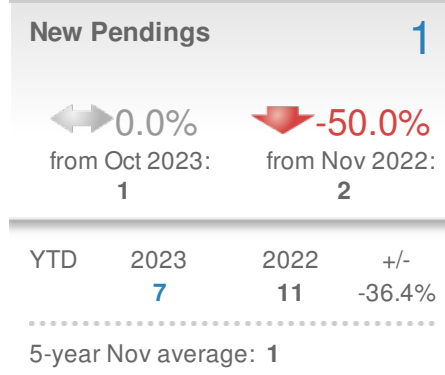 New Pendings 1
0.0% -50.0%
from Oct 2023: from Nov 2022:
1 2
YTD 2023 2022 +/-
7 11 -36.4%
5-year Nov average: 1